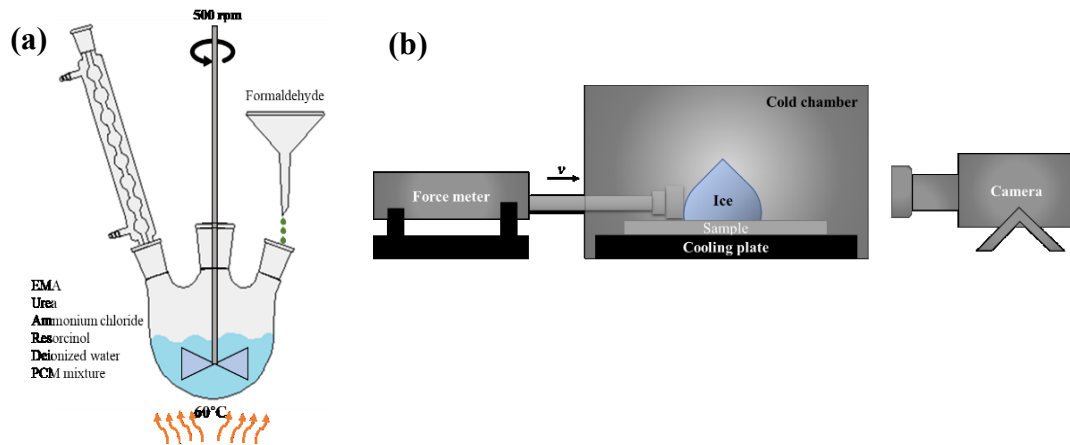 (a)
500 rpm
Formaldehyde
EMA
Urea
Ammonium chloride
Resorcinol
Deionized water
PCM mixture
60°C
(b)
Cold chamber
v
Force meter
Ice
Sample
Cooling plate
Camera